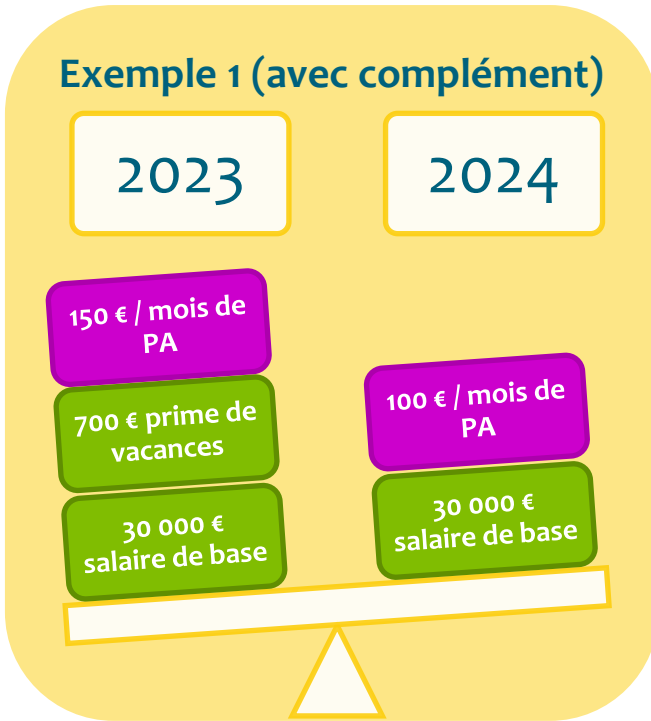 Exemple 1 (avec complément)
2023
2024
150 € / mois de
PA
700 € prime de
vacances
30 000 €
salaire de base
100 € / mois de
PA
30 000 €
salaire de base